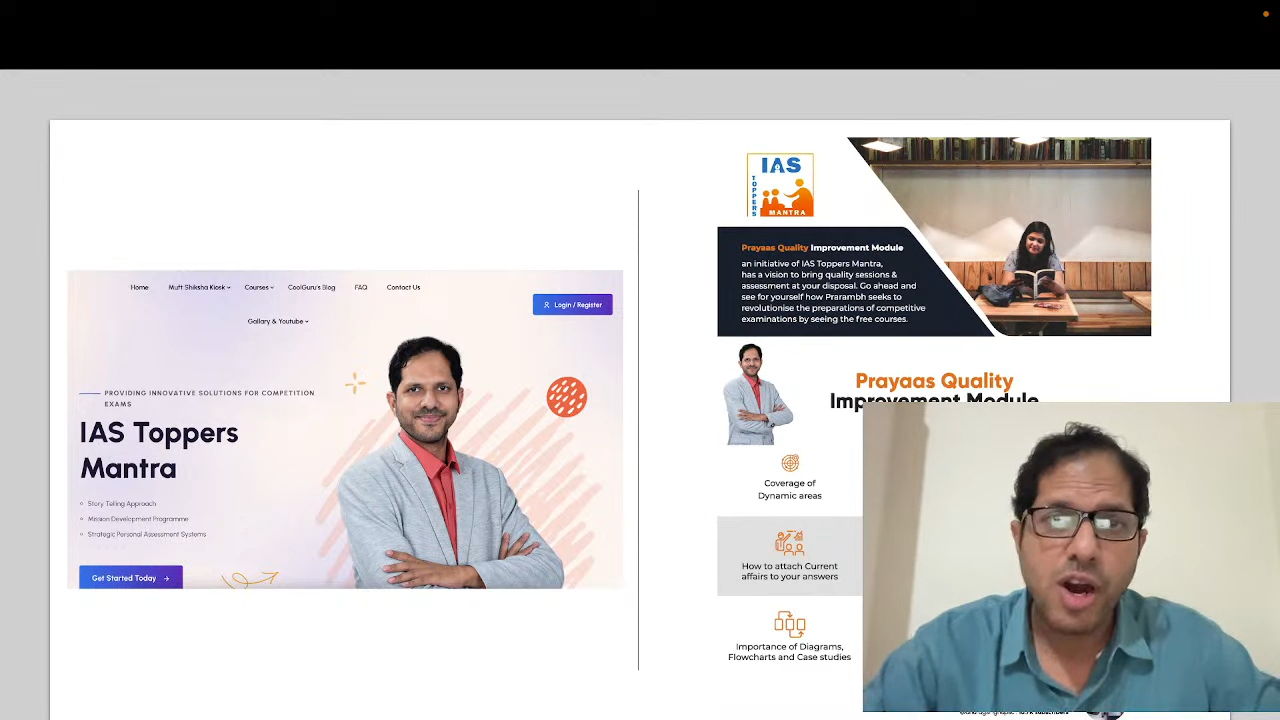 Home
Muft Shiksha Kiosk
Courses
CoolGuru's Blog
FAQ
Contact Us
Login / Register
Gallary & Youtube
PROVIDING INNOVATIVE SOLUTIONS FOR COMPETITION
EXAMS
IAS Toppers
Mantra
Story Telling Approach
Mission Development Programme
Strategic Personal Assessment Systems
Get Started Today
IAS
TOPPERS
MANTRA
Prayaas Quality Improvement Module
an initiative of IAS Toppers Mantra,
has a vision to bring quality sessions &
assessment at your disposal. Go ahead and
see for yourself how Prarambh seeks to
revolutionise the preparations of competitive
examinations by seeing the free courses.
Prayaas Quality
Improvement Module
Coverage of
Dynamic areas
How to attach Current
affairs to your answers
Importance of Diagrams,
Flowcharts and Case studies